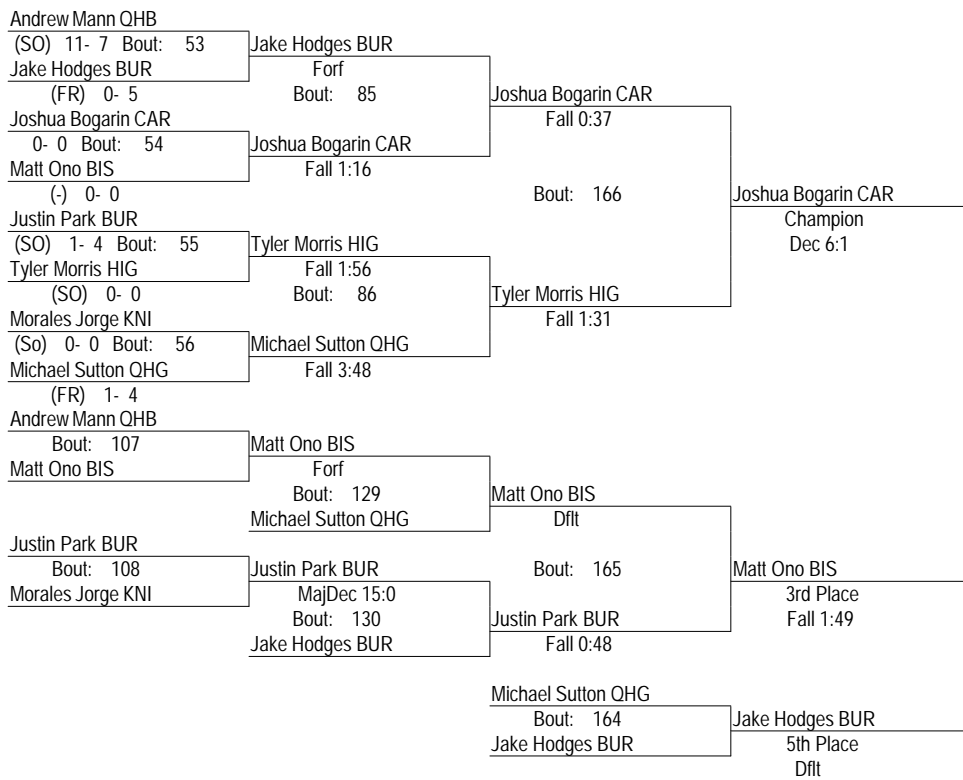 Andrew Mann QHB
(SO) 11- 7 Bout: 53
Jake Hodges BUR
Jake Hodges BUR
Forf
(FR) 0- 5
Bout: 85
Joshua Bogarin CAR
Joshua Bogarin CAR
Fall 0:37
0- 0 Bout: 54
Joshua Bogarin CAR
Matt Ono BIS
Fall 1:16
(-) 0- 0
Bout: 166
Joshua Bogarin CAR
Justin Park BUR
Champion
(SO) 1- 4 Bout: 55
Tyler Morris HIG
Dec 6:1
Tyler Morris HIG
Fall 1:56
(SO) 0- 0
Bout: 86
Tyler Morris HIG
Morales Jorge KNI
Fall 1:31
(So) 0- 0 Bout: 56
Michael Sutton QHG
Michael Sutton QHG
Fall 3:48
(FR) 1- 4
Andrew Mann QHB
Bout: 107
Matt Ono BIS
Matt Ono BIS
Forf
Bout: 129
Matt Ono BIS
Michael Sutton QHG
Dflt
Justin Park BUR
Bout: 108
Justin Park BUR
Bout: 165
Matt Ono BIS
Morales Jorge KNI
MajDec 15:0
3rd Place
Bout: 130
Justin Park BUR
Fall 1:49
Jake Hodges BUR
Fall 0:48
Michael Sutton QHG
Bout: 164
Jake Hodges BUR
Jake Hodges BUR
5th Place
Dflt